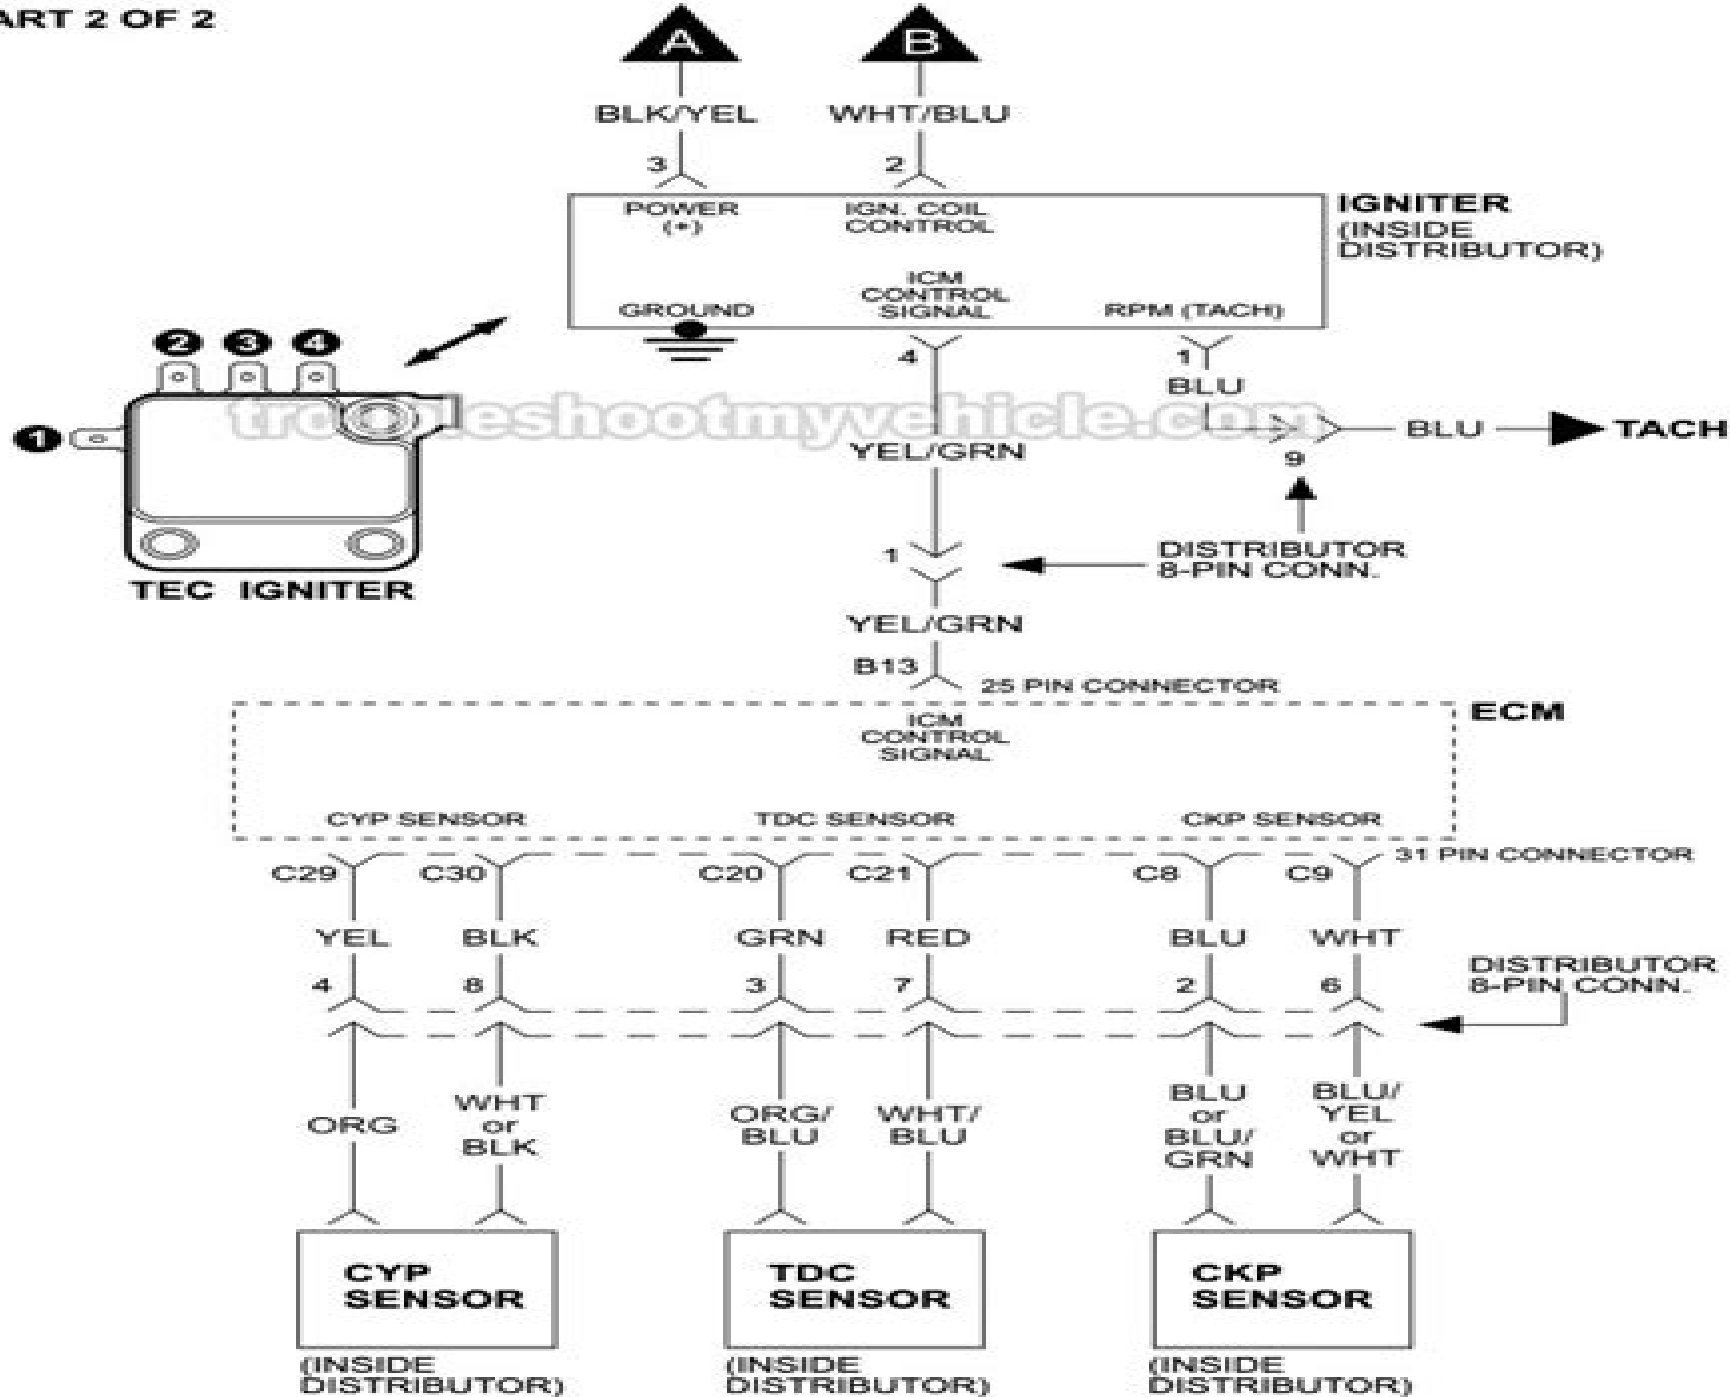 ART 2 OF 2
A B
BLK/YEL WHT/BLU
3 2
POWER (+)
IGN. COIL CONTROL
IGNITER
(INSIDE
DISTRIBUTOR)
GROUND
ICM CONTROL SIGNAL
RPM (TACH)
2 3 4
1
TEC IGNITER
4 1
BLU
troubleshootmyvehicle.com
YEL/GRN
BLU TACH
9
1
DISTRIBUTOR
8-PIN CONN.
YEL/GRN
B13
25 PIN CONNECTOR
ECM
ICM
CONTROL
SIGNAL
CYP SENSOR TDC SENSOR CKP SENSOR
31 PIN CONNECTOR
C29 C30 C20 C21 C8 C9
YEL BLK GRN RED BLU WHT
4 8 3 7 2 6
DISTRIBUTOR
8-PIN CONN.
ORG
WHT or BLK
ORG/ BLU
WHT/ BLU
BLU or BLU/ GRN
BLU/ YEL or WHT
CYP SENSOR
TDC SENSOR
CKP SENSOR
(INSIDE DISTRIBUTOR)
(INSIDE DISTRIBUTOR)
(INSIDE DISTRIBUTOR)